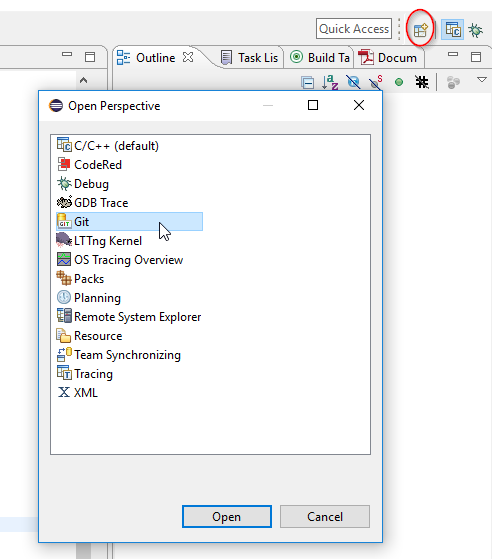 Quick Access
Outline Task Lis Build Ta Docum
Open Perspective
C/C++ (default)
CodeRed
Debug
GDB Trace
Git
LTTng Kernel
OS Tracing Overview
Packs
Planning
Remote System Explorer
Resource
Team Synchronizing
Tracing
XML
Open Cancel